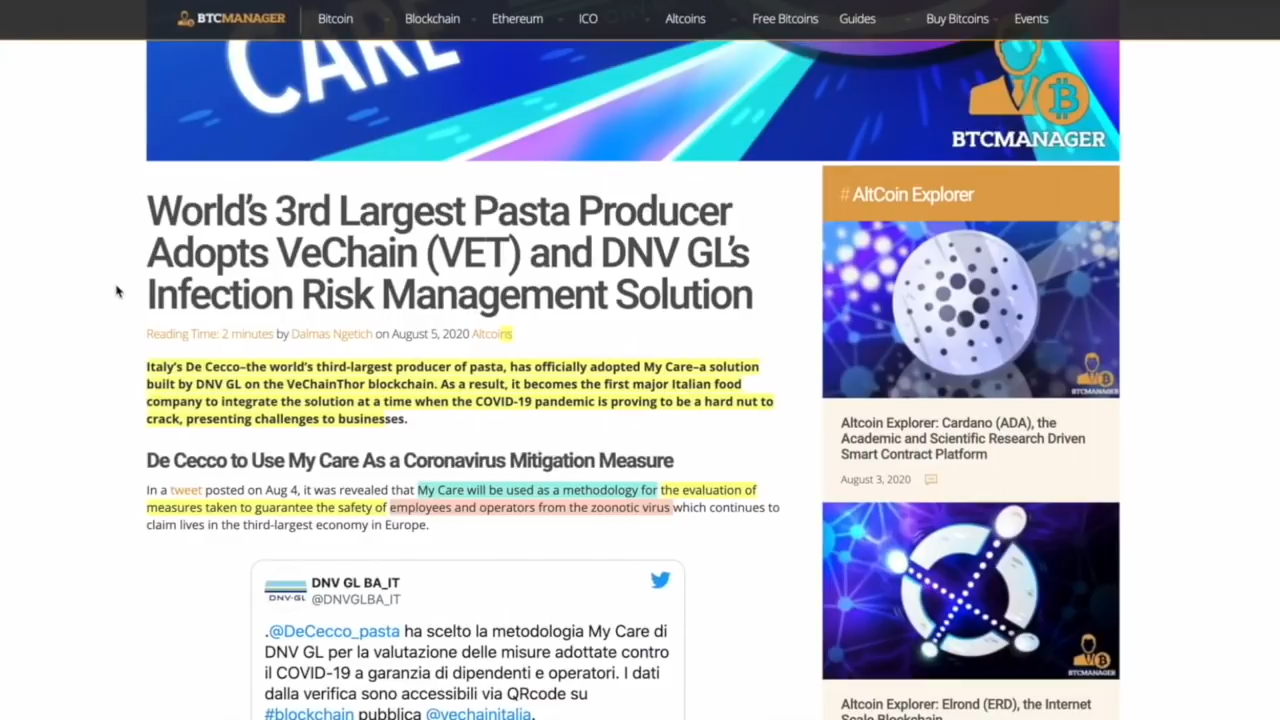 BTCMANAGER
Bitcoin
Blockchain
Ethereum
ICO
Altcoins
Free Bitcoins
Guides
Buy Bitcoins
Events
CARE
BTCMANAGER
World's 3rd Largest Pasta Producer
Adopts VeChain (VET) and DNV GL's
Infection Risk Management Solution
Reading Time: 2 minutes by Dalmas Ngetich on August 5, 2020 Altcoins
Italy's De Cecco–the world's third-largest producer of pasta, has officially adopted My Care–a solution
built by DNV GL on the VeChainThor blockchain. As a result, it becomes the first major Italian food
company to integrate the solution at a time when the COVID-19 pandemic is proving to be a hard nut to
crack, presenting challenges to businesses.
De Cecco to Use My Care As a Coronavirus Mitigation Measure
In a tweet posted on Aug 4, it was revealed that My Care will be used as a methodology for the evaluation of
measures taken to guarantee the safety of employees and operators from the zoonotic virus which continues to
claim lives in the third-largest economy in Europe.
DNV GL BA_IT
@DNVGLBA_IT
DNV·GL
.@DeCecco_pasta ha scelto la metodologia My Care di
DNV GL per la valutazione delle misure adottate contro
il COVID-19 a garanzia di dipendenti e operatori. I dati
dalla verifica sono accessibili via QRcode su
#blockchain pubblica @vechainitalia.
# AltCoin Explorer
BTCMANAGER
Altcoin Explorer: Cardano (ADA), the
Academic and Scientific Research Driven
Smart Contract Platform
August 3, 2020
BTCMANAGER
Altcoin Explorer: Elrond (ERD), the Internet
Scale Blockchain